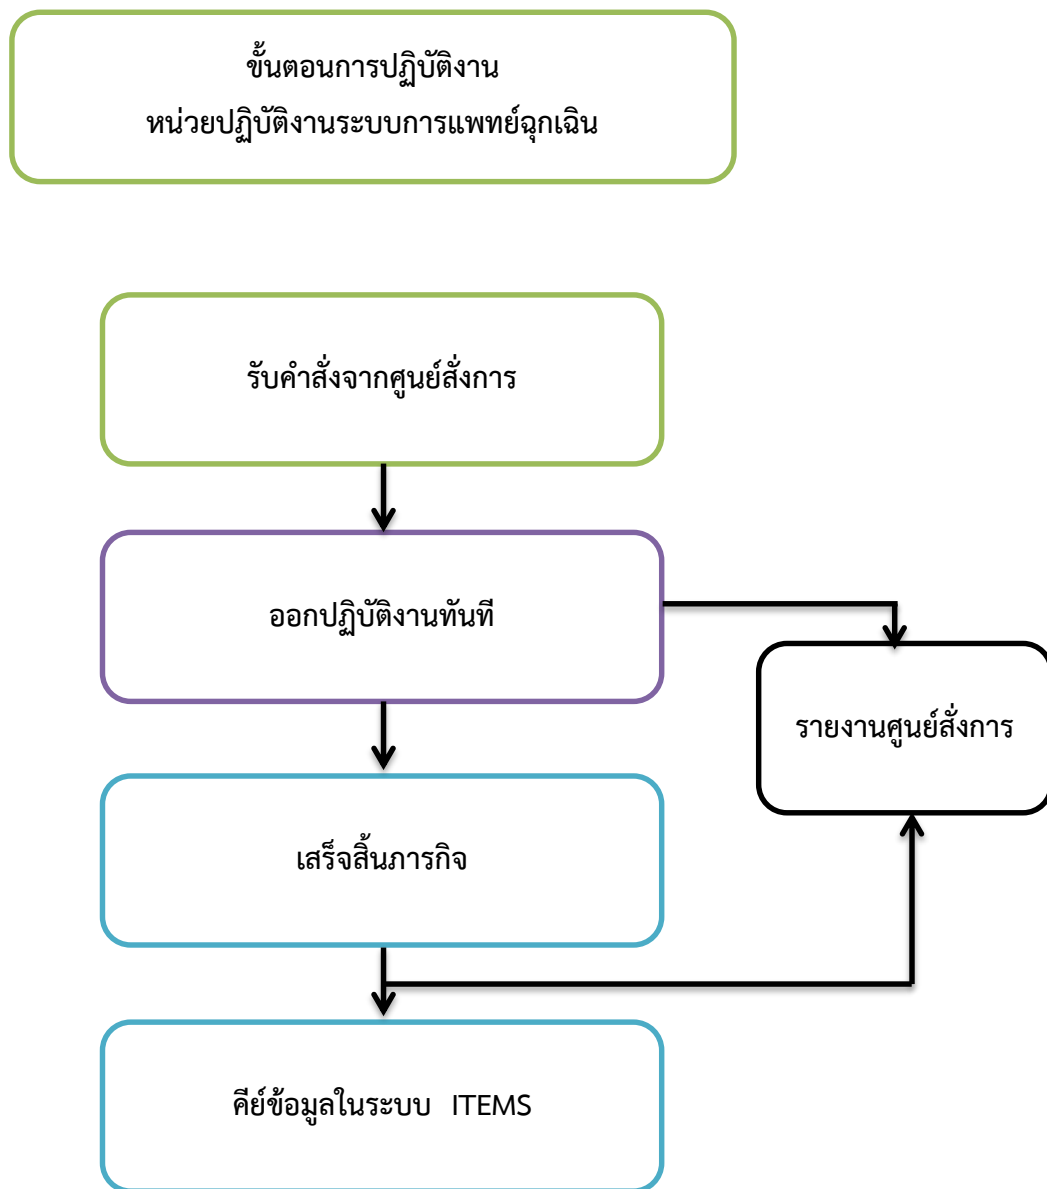 ขั้นตอนการปฏิบัติงาน
หน่วยปฏิบัติงานระบบการแพทย์ฉุกเฉิน
รับคำสั่งจากศูนย์สั่งการ
ออกปฏิบัติงานทันที
รายงานศูนย์สั่งการ
เสร็จสิ้นภารกิจ
คีย์ข้อมูลในระบบ ITEMS